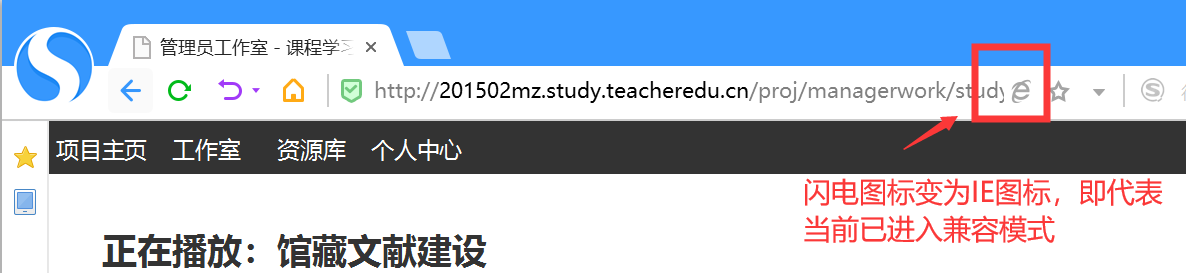 管理员工作室 - 课程学习
http://201502mz.study.teacheredu.cn/proj/managerwork/study
项目主页 工作室 资源库 个人中心
闪电图标变为IE图标，即代表
当前已进入兼容模式
正在播放：馆藏文献建设